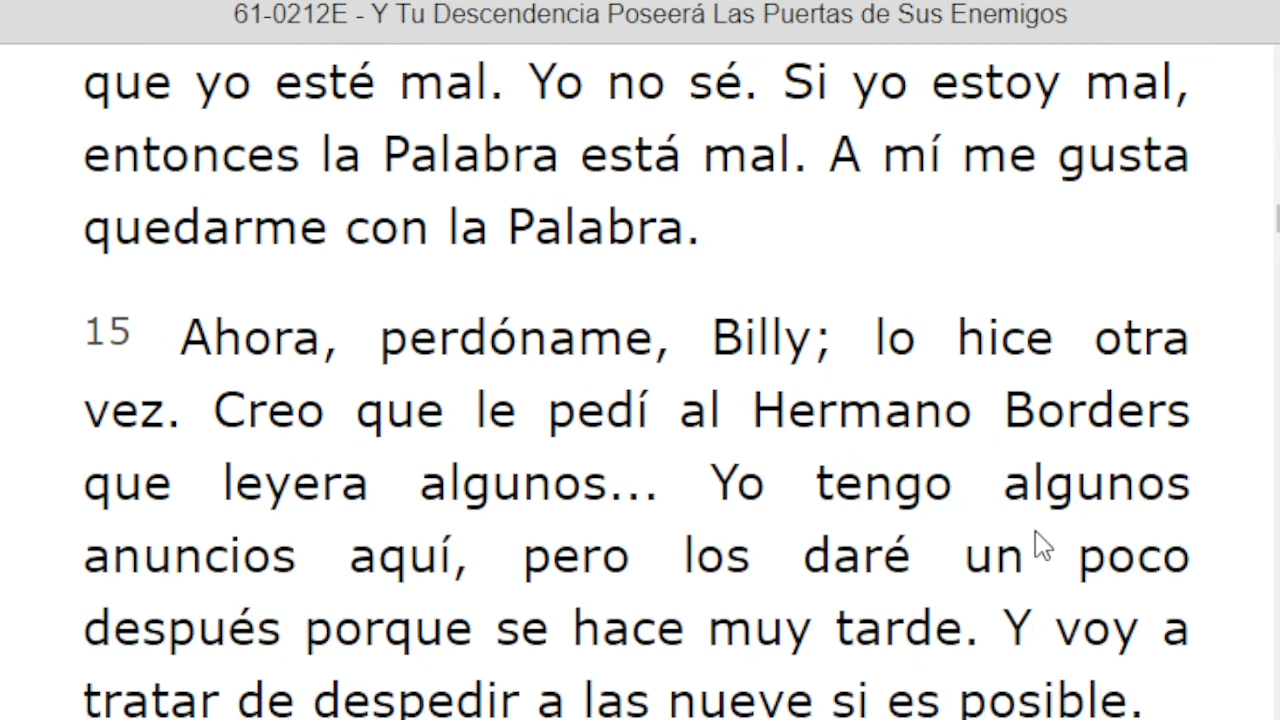 61-0212E - Y Tu Descendencia Poseerá Las Puertas de Sus Enemigos
que yo esté mal. Yo no sé. Si yo estoy mal,
entonces la Palabra está mal. A mí me gusta
quedarme con la Palabra.
15 Ahora, perdóname, Billy; lo hice otra
vez. Creo que le pedí al Hermano Borders
que leyera algunos... Yo tengo algunos
anuncios aquí, pero los daré un poco
después porque se hace muy tarde. Y voy a
tratar de despedir a las nueve si es posible.